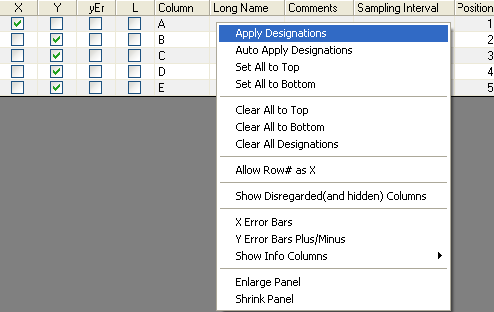 X Y yEr L Column Long Name Comments Sampling Interval Position
A 1
B 2
C 3
D 4
E 5
Apply Designations
Auto Apply Designations
Set All to Top
Set All to Bottom
Clear All to Top
Clear All to Bottom
Clear All Designations
Allow Row# as X
Show Disregarded(and hidden) Columns
X Error Bars
Y Error Bars Plus/Minus
Show Info Columns
Enlarge Panel
Shrink Panel